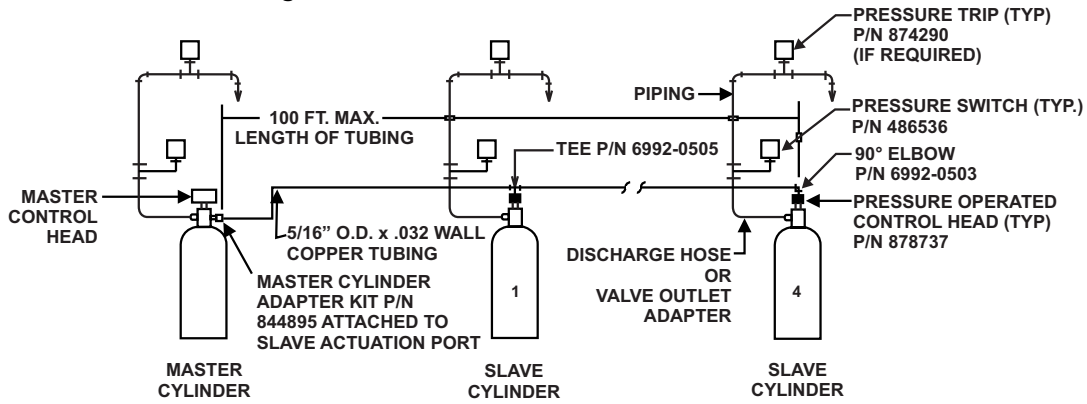 PRESSURE TRIP (TYP)
P/N 874290
(IF REQUIRED)
PIPING
100 FT. MAX.
LENGTH OF TUBING
PRESSURE SWITCH (TYP.)
P/N 486536
TEE P/N 6992-0505
90° ELBOW
P/N 6992-0503
MASTER
CONTROL
HEAD
PRESSURE OPERATED
CONTROL HEAD (TYP)
P/N 878737
5/16” O.D. x .032 WALL
COPPER TUBING
DISCHARGE HOSE
OR
VALVE OUTLET
ADAPTER
MASTER CYLINDER
ADAPTER KIT P/N
844895 ATTACHED TO
SLAVE ACTUATION PORT
1
4
MASTER
CYLINDER
SLAVE
CYLINDER
SLAVE
CYLINDER